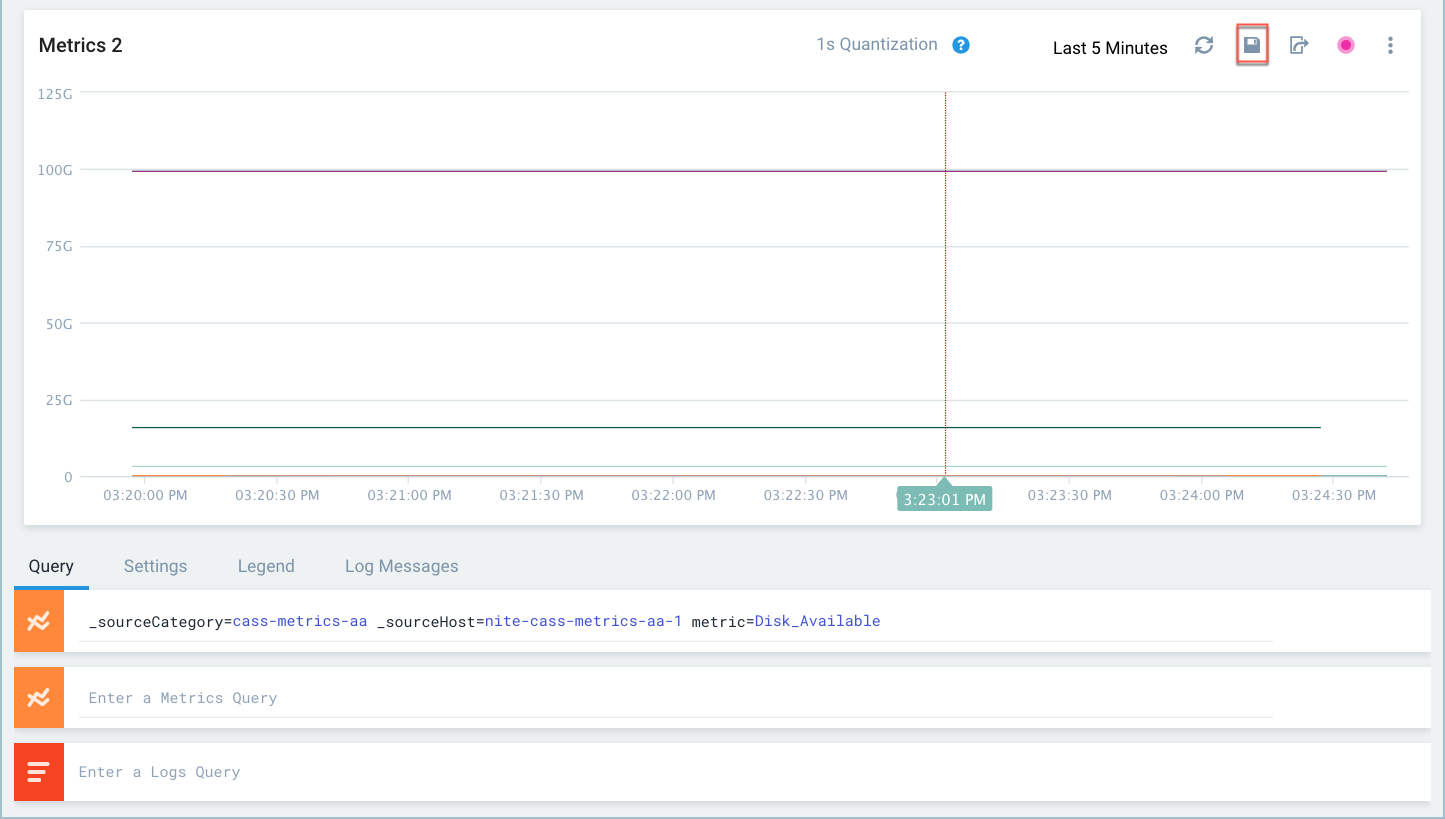 Metrics 2
1s Quantization ?
Last 5 Minutes
125G
100G
75G
50G
25G
0
03:20:00 PM 03:20:30 PM 03:21:00 PM 03:21:30 PM 03:22:00 PM 03:22:30 PM 3:23:01 PM 03:23:30 PM 03:24:00 PM 03:24:30 PM
Query Settings Legend Log Messages
_sourceCategory=cass-metrics-aa _sourceHost=nite-cass-metrics-aa-1 metric=Disk_Available
Enter a Metrics Query
Enter a Logs Query